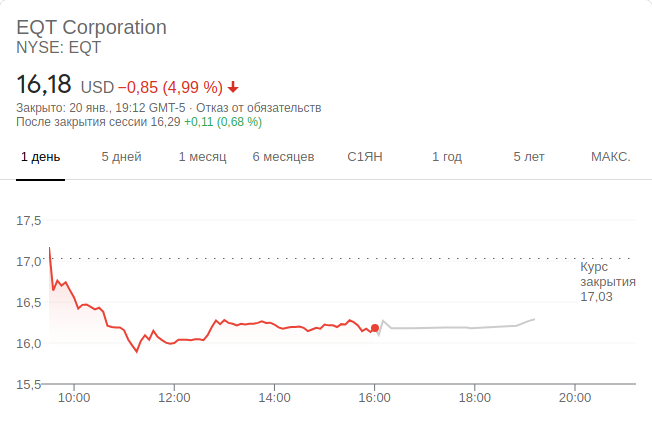 EQT Corporation
NYSE: EQT
16,18 USD −0,85 (4,99 %)
Закрыто: 20 янв., 19:12 GMT-5 · Отказ от обязательств
После закрытия сессии 16,29 +0,11 (0,68 %)
1 день 5 дней 1 месяц 6 месяцев С1ЯН 1 год 5 лет МАКС.
17,5
17,0
16,5
16,0
15,5
Курс
закрытия
17,03
10:00 12:00 14:00 16:00 18:00 20:00